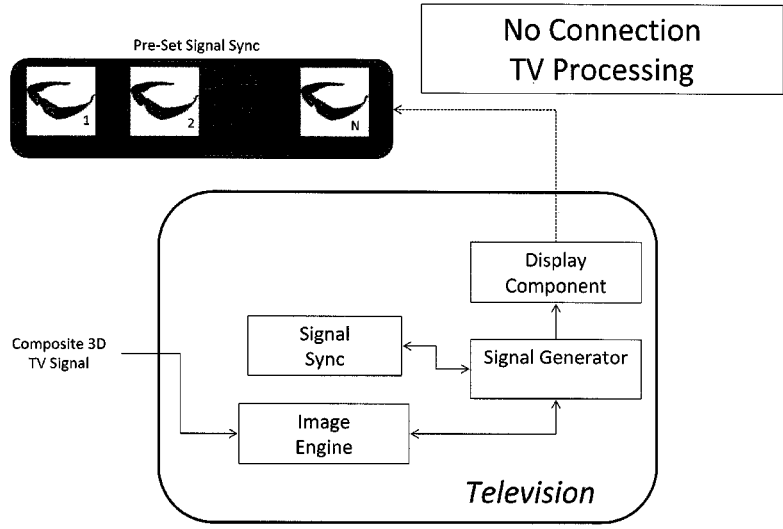 Pre-Set Signal Sync
1
2
N
No Connection
TV Processing
Display
Component
Signal
Sync
Signal Generator
Composite 3D
TV Signal
Image
Engine
Television